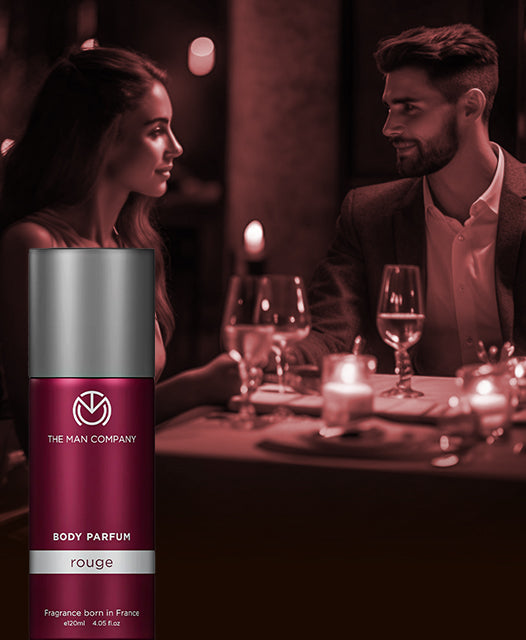 THE MAN COMPANY
BODY PARFUM
rouge
Fragrance born in France
e120ml 4.05 fl.oz